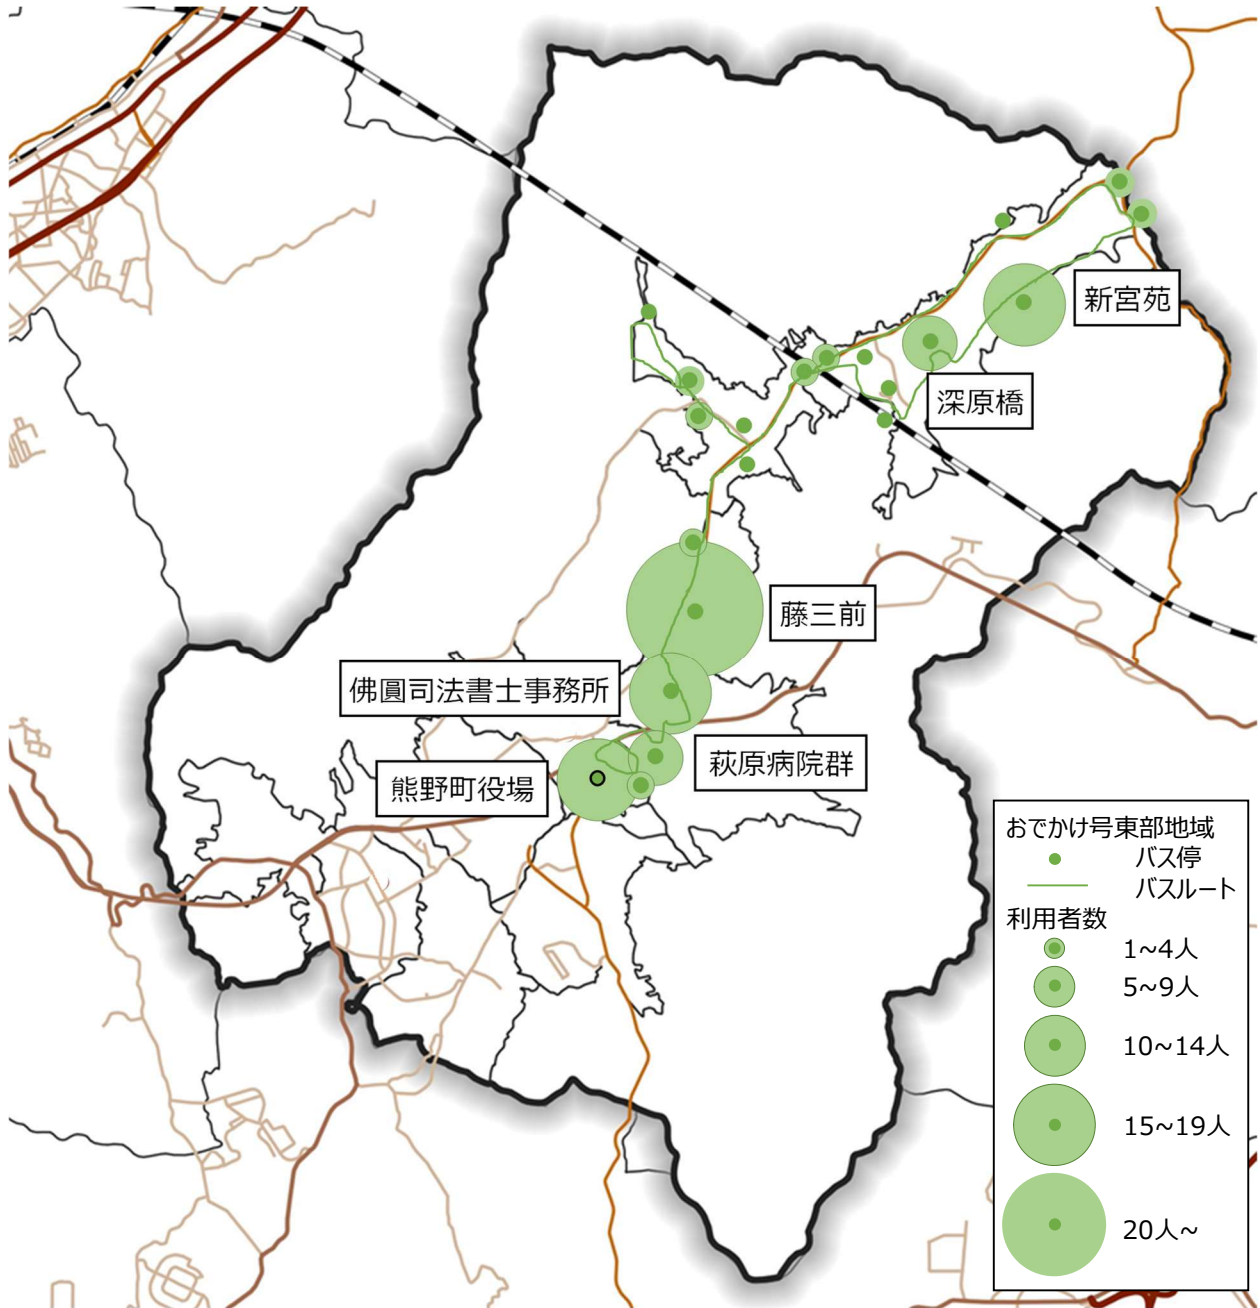 新宮苑
深原橋
藤三前
佛圓司法書士事務所
萩原病院群
熊野町役場
おでかけ号東部地域
バス停
バスルート
利用者数
1~4人
5~9人
10~14人
15~19人
20人~